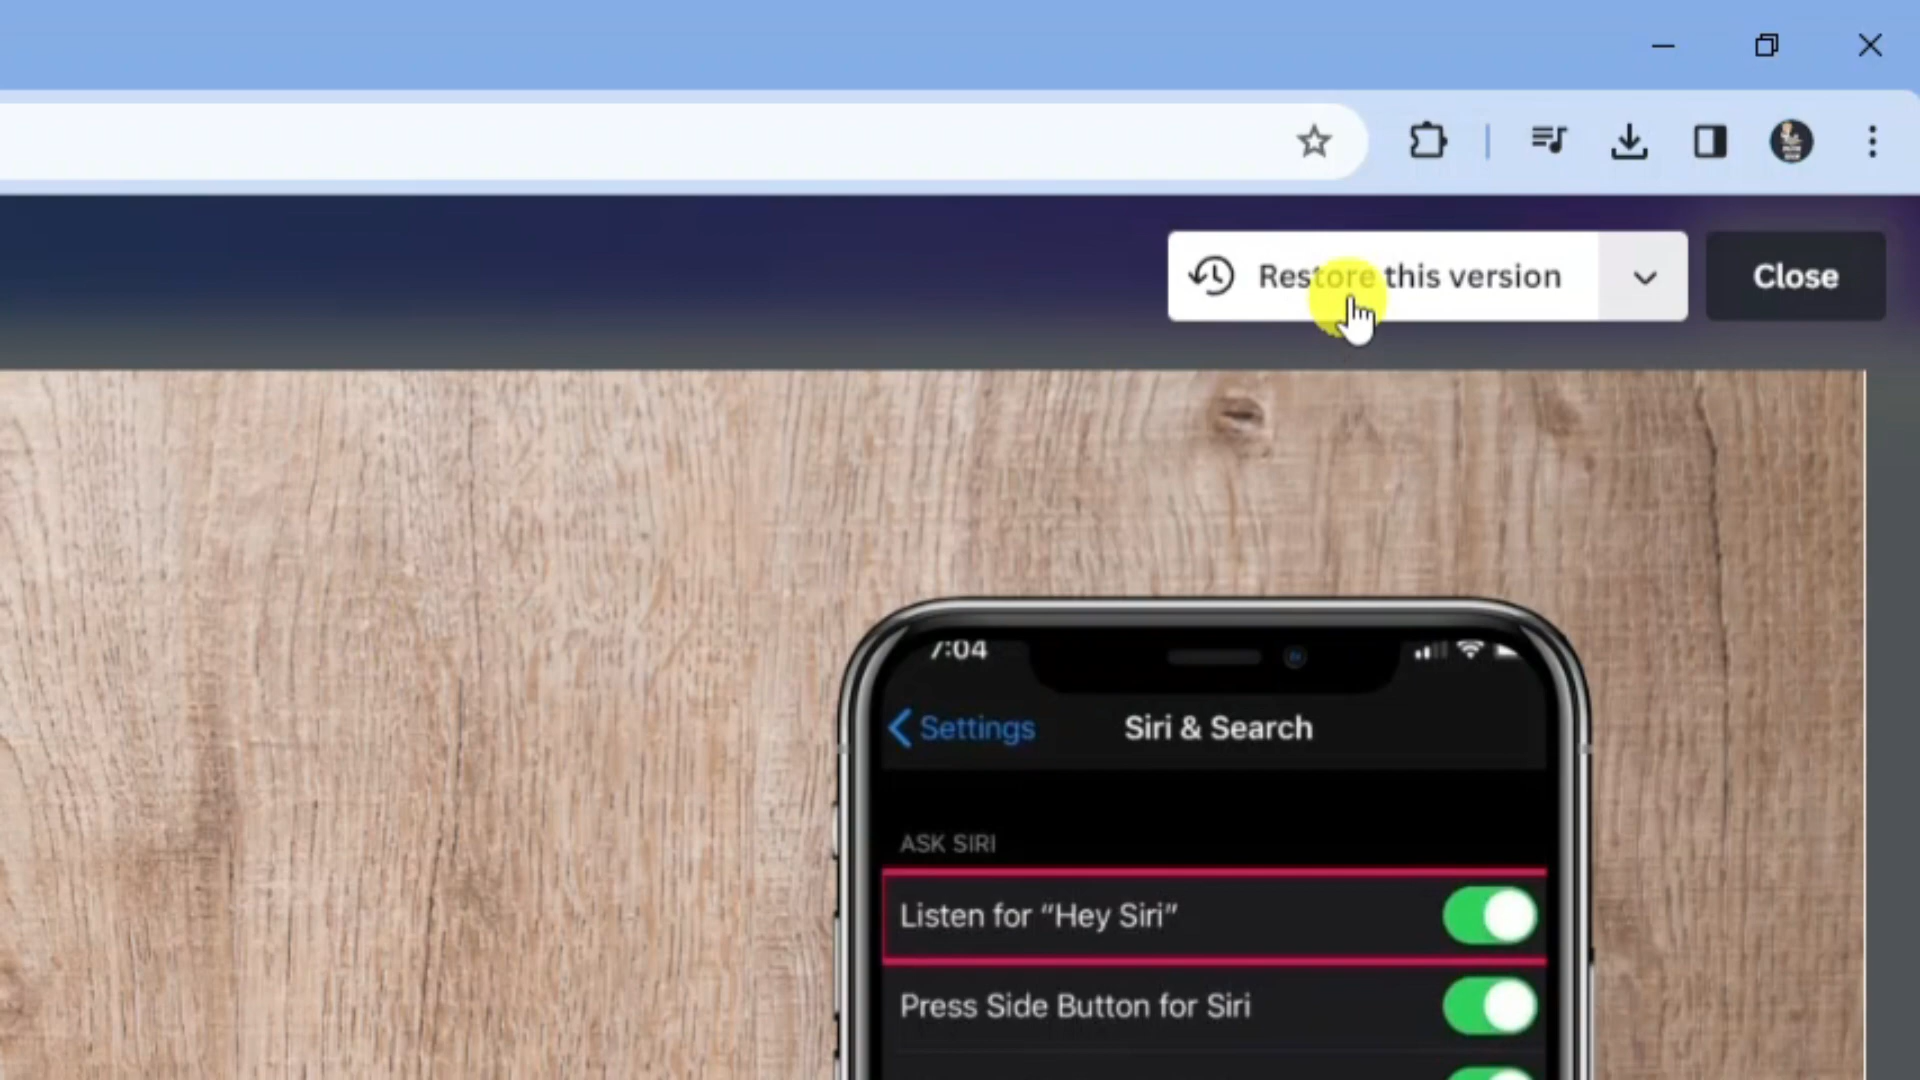 Restore this version
Close
7:04
Settings
Siri & Search
ASK SIRI
Listen for “Hey Siri”
Press Side Button for Siri